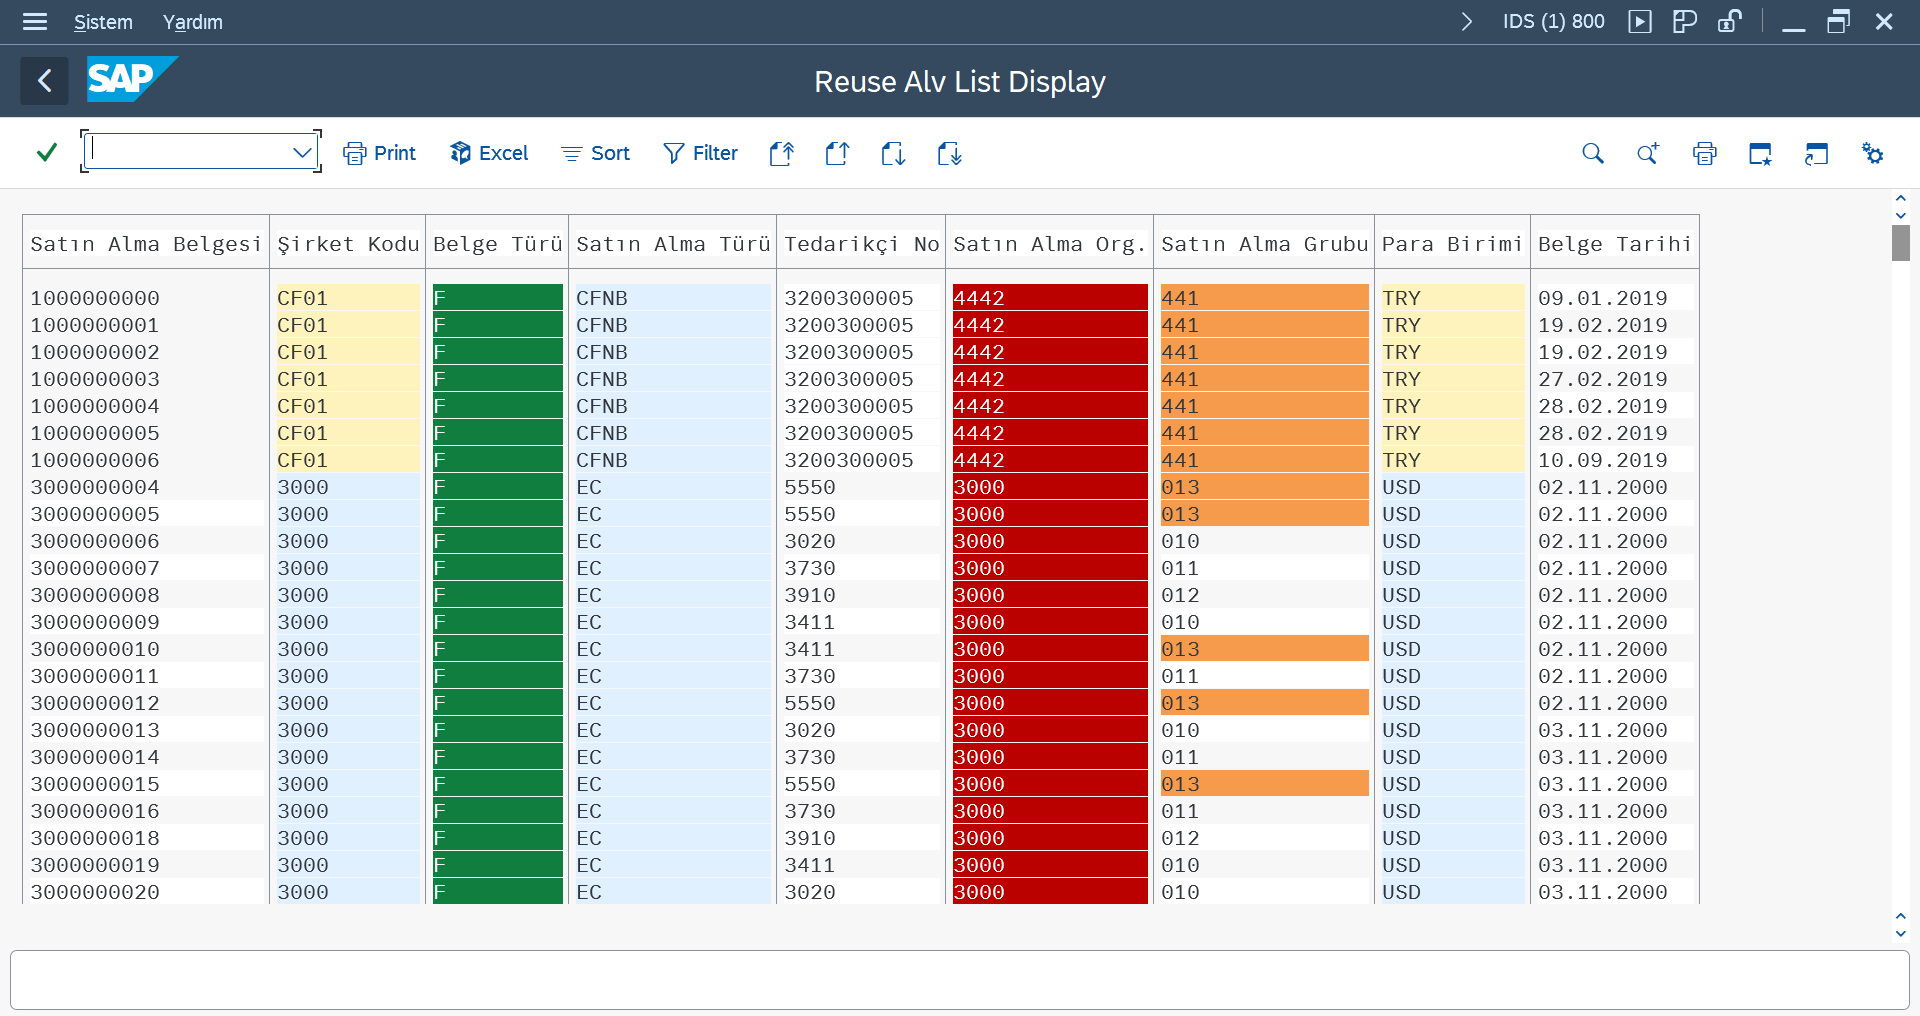 Sistem Yardım IDS (1) 800
SAP Reuse Alv List Display
Print Excel Sort Filter
Satın Alma Belgesi Şirket Kodu Belge Türü Satın Alma Türü Tedarikçi No Satın Alma Org. Satın Alma Grubu Para Birimi Belge Tarihi
1000000000 CF01 F CFNB 3200300005 4442 441 TRY 09.01.2019
1000000001 CF01 F CFNB 3200300005 4442 441 TRY 19.02.2019
1000000002 CF01 F CFNB 3200300005 4442 441 TRY 19.02.2019
1000000003 CF01 F CFNB 3200300005 4442 441 TRY 27.02.2019
1000000004 CF01 F CFNB 3200300005 4442 441 TRY 28.02.2019
1000000005 CF01 F CFNB 3200300005 4442 441 TRY 28.02.2019
1000000006 CF01 F CFNB 3200300005 4442 441 TRY 10.09.2019
3000000004 3000 F EC 5550 3000 013 USD 02.11.2000
3000000005 3000 F EC 5550 3000 013 USD 02.11.2000
3000000006 3000 F EC 3020 3000 010 USD 02.11.2000
3000000007 3000 F EC 3730 3000 011 USD 02.11.2000
3000000008 3000 F EC 3910 3000 012 USD 02.11.2000
3000000009 3000 F EC 3411 3000 010 USD 02.11.2000
3000000010 3000 F EC 3411 3000 013 USD 02.11.2000
3000000011 3000 F EC 3730 3000 011 USD 02.11.2000
3000000012 3000 F EC 5550 3000 013 USD 02.11.2000
3000000013 3000 F EC 3020 3000 010 USD 03.11.2000
3000000014 3000 F EC 3730 3000 011 USD 03.11.2000
3000000015 3000 F EC 5550 3000 013 USD 03.11.2000
3000000016 3000 F EC 3730 3000 011 USD 03.11.2000
3000000018 3000 F EC 3910 3000 012 USD 03.11.2000
3000000019 3000 F EC 3411 3000 010 USD 03.11.2000
3000000020 3000 F EC 3020 3000 010 USD 03.11.2000